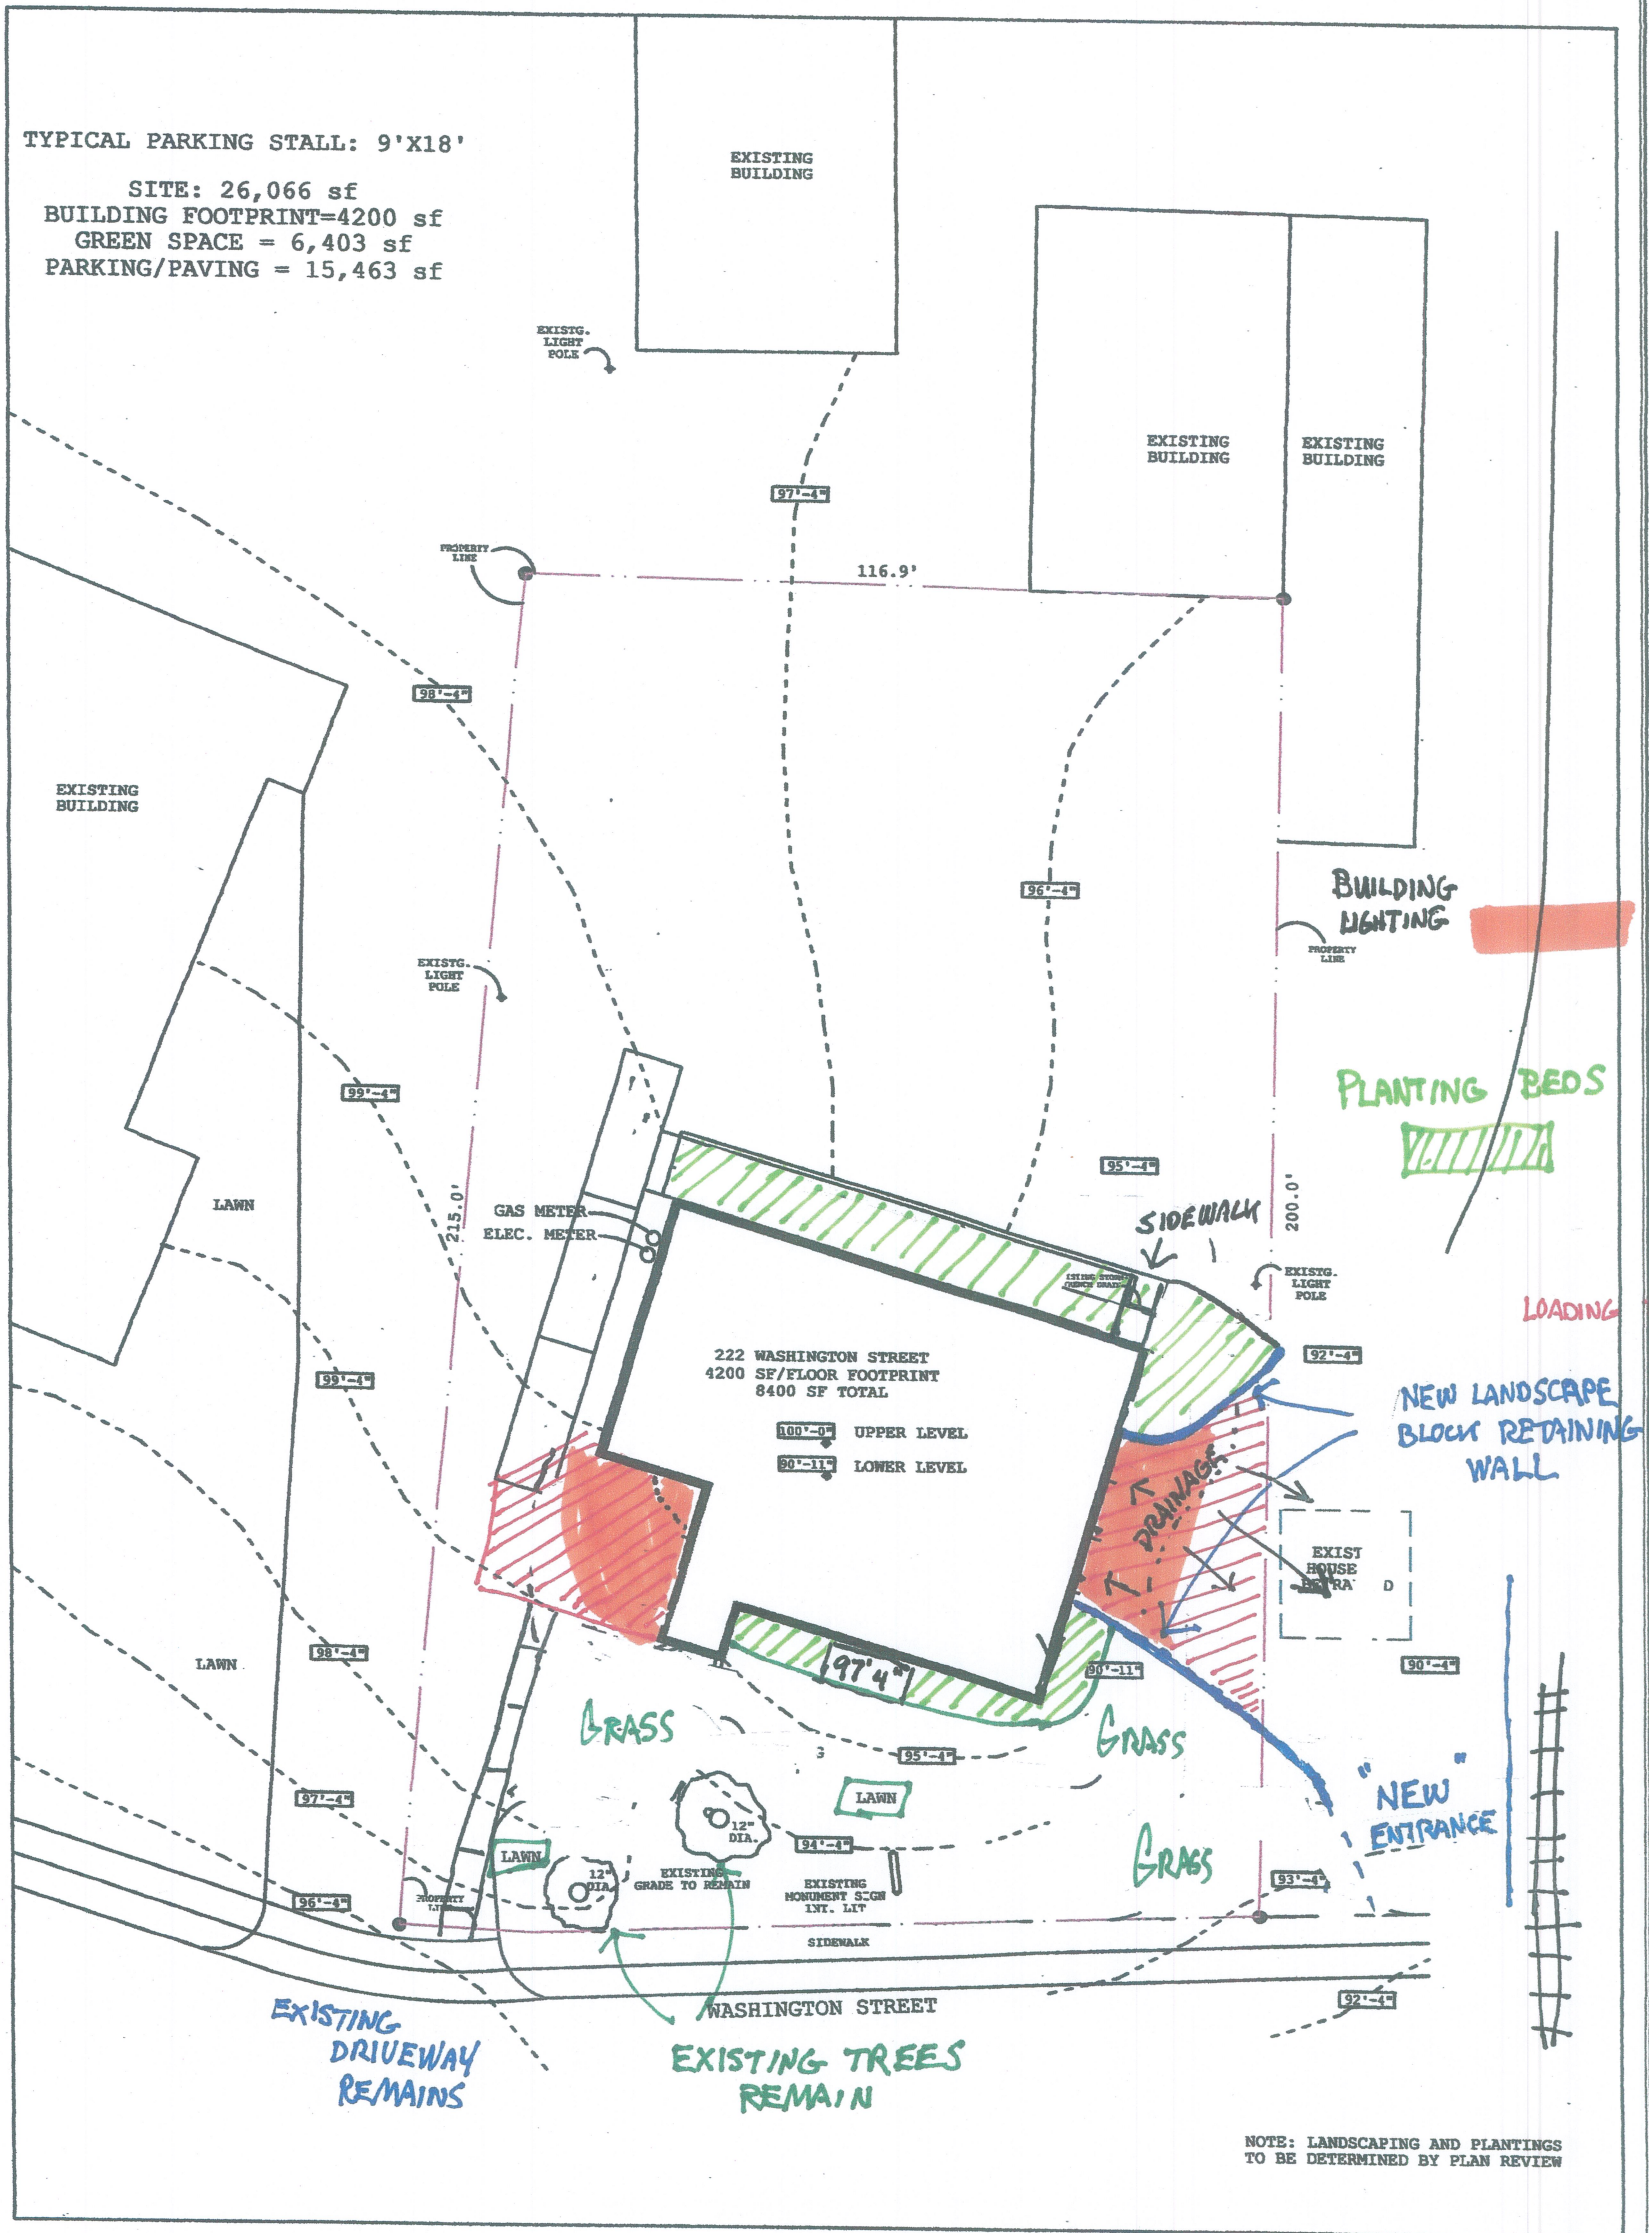 TYPICAL PARKING STALL: 9'X18'
SITE: 26,066 sf
BUILDING FOOTPRINT=4200 sf
GREEN SPACE = 6,403 sf
PARKING/PAVING = 15,463 sf
EXISTING
BUILDING
EXISTG.
LIGHT
POLE
EXISTING
BUILDING
EXISTING
BUILDING
97'-4"
PROPERTY
LINE
116.9'
98'-4"
EXISTING
BUILDING
96'-4"
BUILDING
LIGHTING
PROPERTY
LINE
EXISTG.
LIGHT
POLE
99'-4"
PLANTING BEDS
95'-4"
LAWN
215.0'
GAS METER
ELEC. METER
SIDEWALK
200.0'
EXISTG.
LIGHT
POLE
LOADING
92'-4"
222 WASHINGTON STREET
4200 SF/FLOOR FOOTPRINT
8400 SF TOTAL
99'-4"
NEW LANDSCAPE
BLOCK RETAINING
WALL
100'-0" UPPER LEVEL
90'-11" LOWER LEVEL
DRAINAGE
EXIST
HOUSE
D
98'-4"
LAWN
97'4"
90'-11"
90'-4"
GRASS
GRASS
95'-4"
"NEW"
ENTRANCE
97'-4"
LAWN
12"
DIA.
94'-4"
GRASS
LAWN
12"
DIA.
EXISTING
GRADE TO REMAIN
EXISTING
MONUMENT SIGN
INT. LIT
93'-4"
96'-4"
PROPERTY
SIDEWALK
WASHINGTON STREET
92'-4"
EXISTING
DRIVEWAY
REMAINS
EXISTING TREES
REMAIN
NOTE: LANDSCAPING AND PLANTINGS
TO BE DETERMINED BY PLAN REVIEW